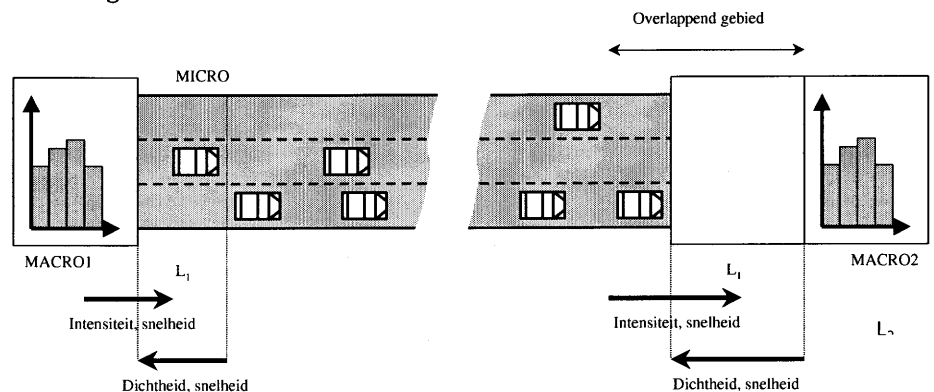 Overlappend gebied
MICRO
MACRO1
MACRO2
L₁
L₁
Intensiteit, snelheid
Intensiteit, snelheid
Dichtheid, snelheid
Dichtheid, snelheid